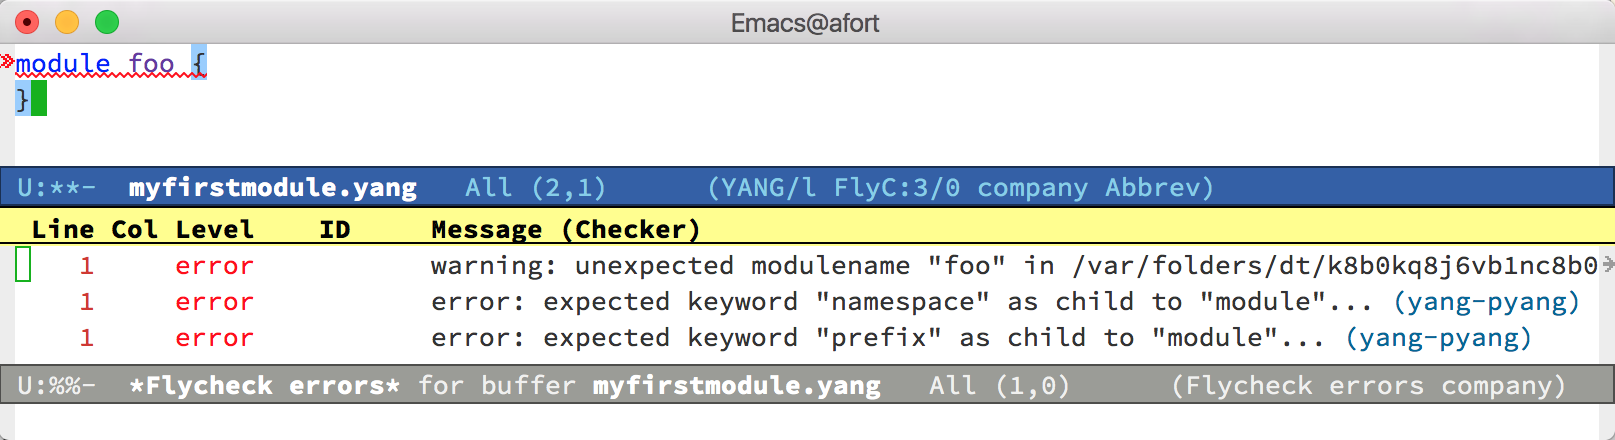 Emacs@afort
module foo {
}
U:**-  myfirstmodule.yang   All (2,1)      (YANG/l FlyC:3/0 company Abbrev)
Line Col Level    ID     Message (Checker)
1     error           warning: unexpected modulename "foo" in /var/folders/dt/k8b0kq8j6vb1nc8b0
1     error           error: expected keyword "namespace" as child to "module"... (yang-pyang)
1     error           error: expected keyword "prefix" as child to "module"... (yang-pyang)
U:%%-  *Flycheck errors* for buffer myfirstmodule.yang   All (1,0)      (Flycheck errors company)